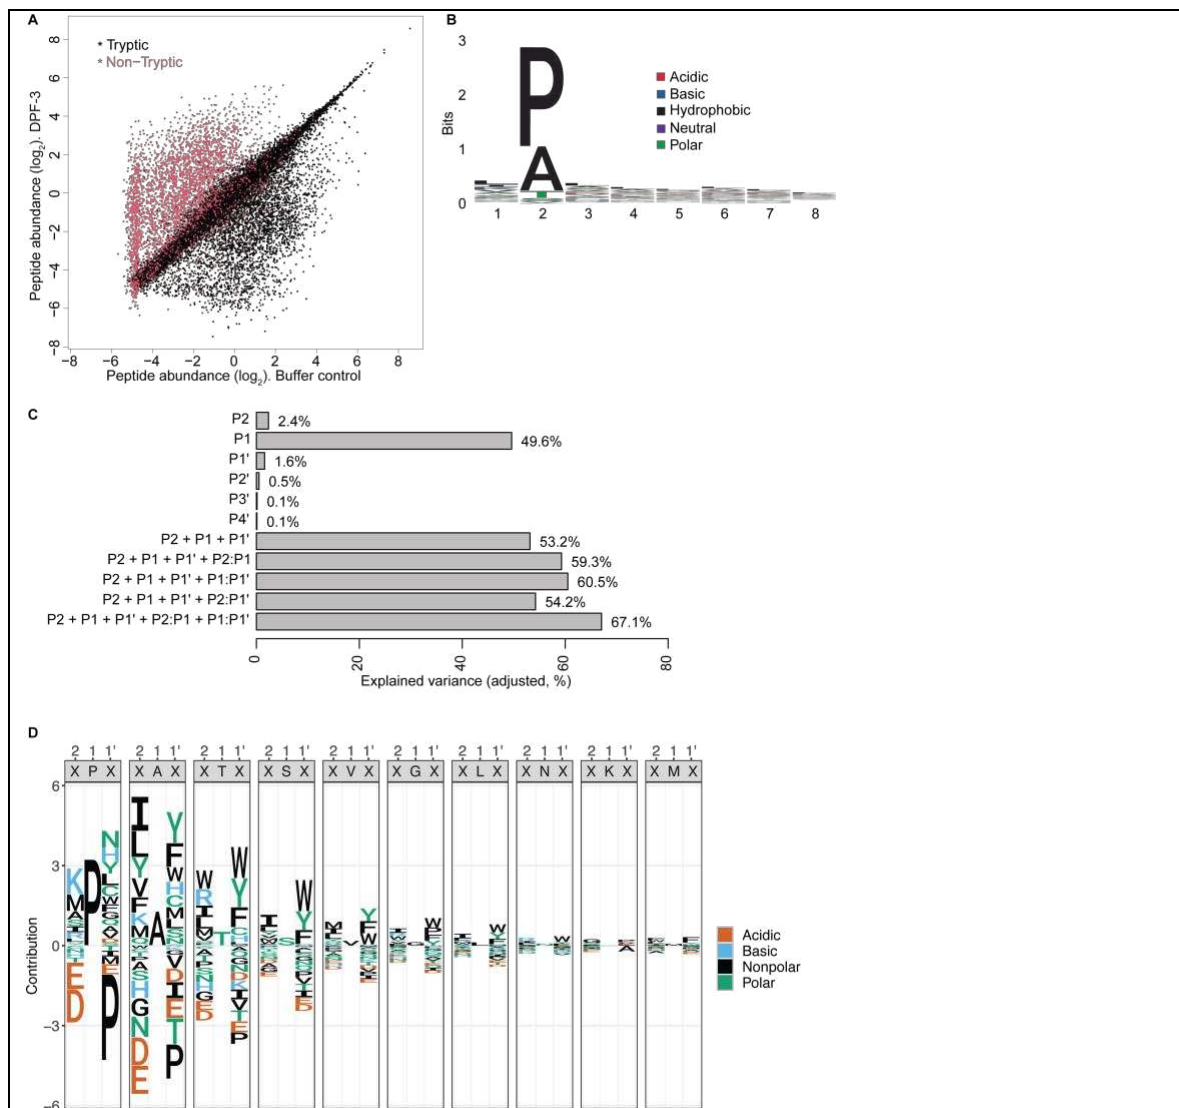 A
* Tryptic
* Non-Tryptic
Peptide abundance (log2). DPF-3
8
6
4
2
0
−2
−4
−6
−8
−8 −6 −4 −2 0 2 4 6 8
Peptide abundance (log2). Buffer control
B
Bits
3
2
1
0
P
A
1 2 3 4 5 6 7 8
Acidic
Basic
Hydrophobic
Neutral
Polar
C
P2 2.4%
P1 49.6%
P1' 1.6%
P2' 0.5%
P3' 0.1%
P4' 0.1%
P2 + P1 + P1' 53.2%
P2 + P1 + P1' + P2:P1 59.3%
P2 + P1 + P1' + P1:P1' 60.5%
P2 + P1 + P1' + P2:P1' 54.2%
P2 + P1 + P1' + P2:P1 + P1:P1' 67.1%
0 20 40 60 80
Explained variance (adjusted, %)
D
2 1 1' 2 1 1' 2 1 1' 2 1 1' 2 1 1' 2 1 1' 2 1 1' 2 1 1' 2 1 1' 2 1 1'
X P X X A X X T X X S X X V X X G X X L X X N X X K X X M X
Contribution
6
3
0
−3
−6
Acidic
Basic
Nonpolar
Polar